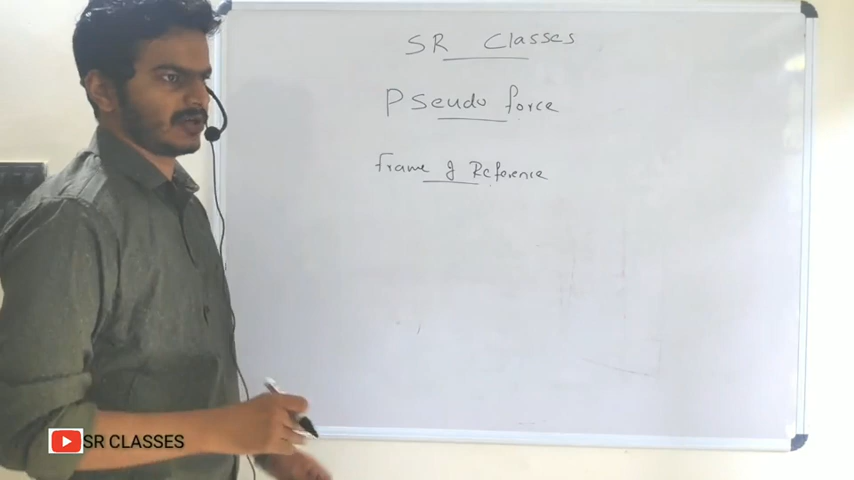 SR Classes
Pseudo force
frame of Reference
SR CLASSES